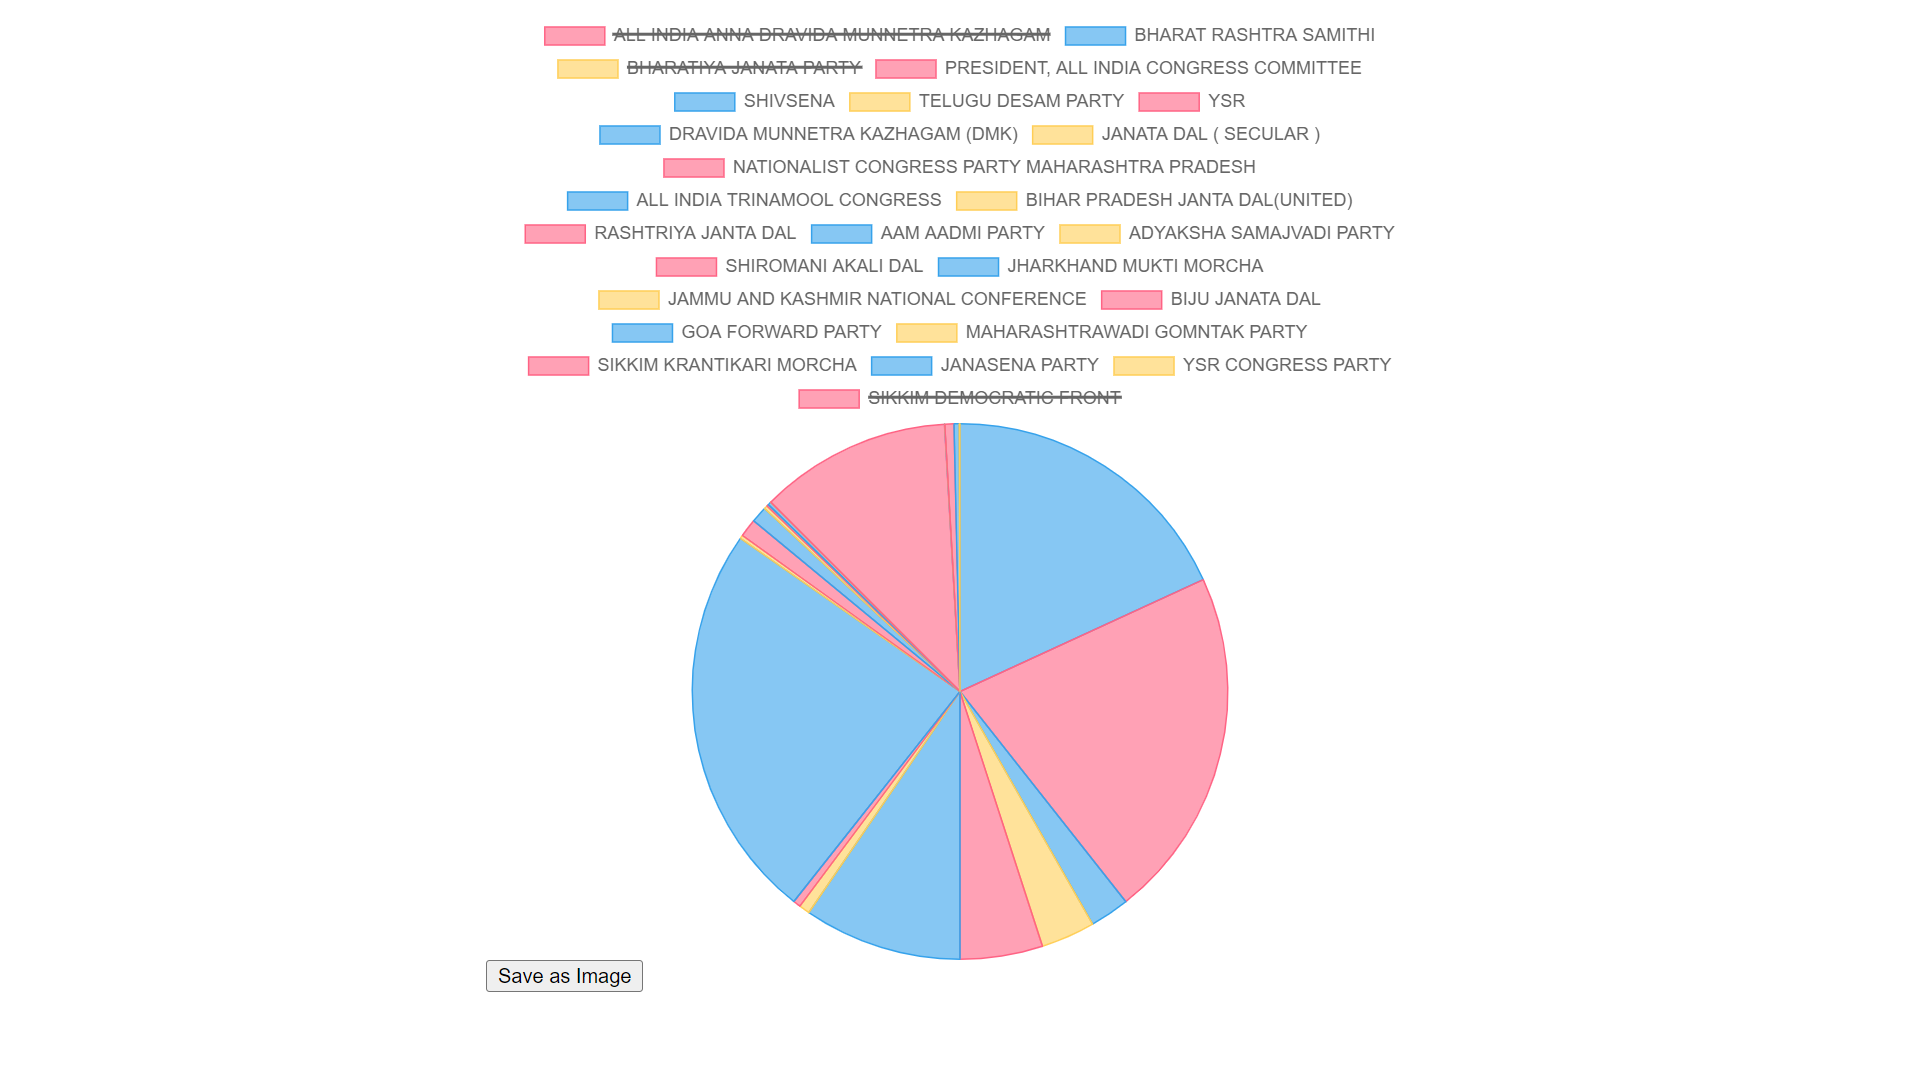 ALL INDIA ANNA DRAVIDA MUNNETRA KAZHAGAM BHARAT RASHTRA SAMITHI
BHARATIYA JANATA PARTY PRESIDENT, ALL INDIA CONGRESS COMMITTEE
SHIVSENA TELUGU DESAM PARTY YSR
DRAVIDA MUNNETRA KAZHAGAM (DMK) JANATA DAL ( SECULAR )
NATIONALIST CONGRESS PARTY MAHARASHTRA PRADESH
ALL INDIA TRINAMOOL CONGRESS BIHAR PRADESH JANTA DAL(UNITED)
RASHTRIYA JANTA DAL AAM AADMI PARTY ADYAKSHA SAMAJVADI PARTY
SHIROMANI AKALI DAL JHARKHAND MUKTI MORCHA
JAMMU AND KASHMIR NATIONAL CONFERENCE BIJU JANATA DAL
GOA FORWARD PARTY MAHARASHTRAWADI GOMNTAK PARTY
SIKKIM KRANTIKARI MORCHA JANASENA PARTY YSR CONGRESS PARTY
SIKKIM DEMOCRATIC FRONT
Save as Image